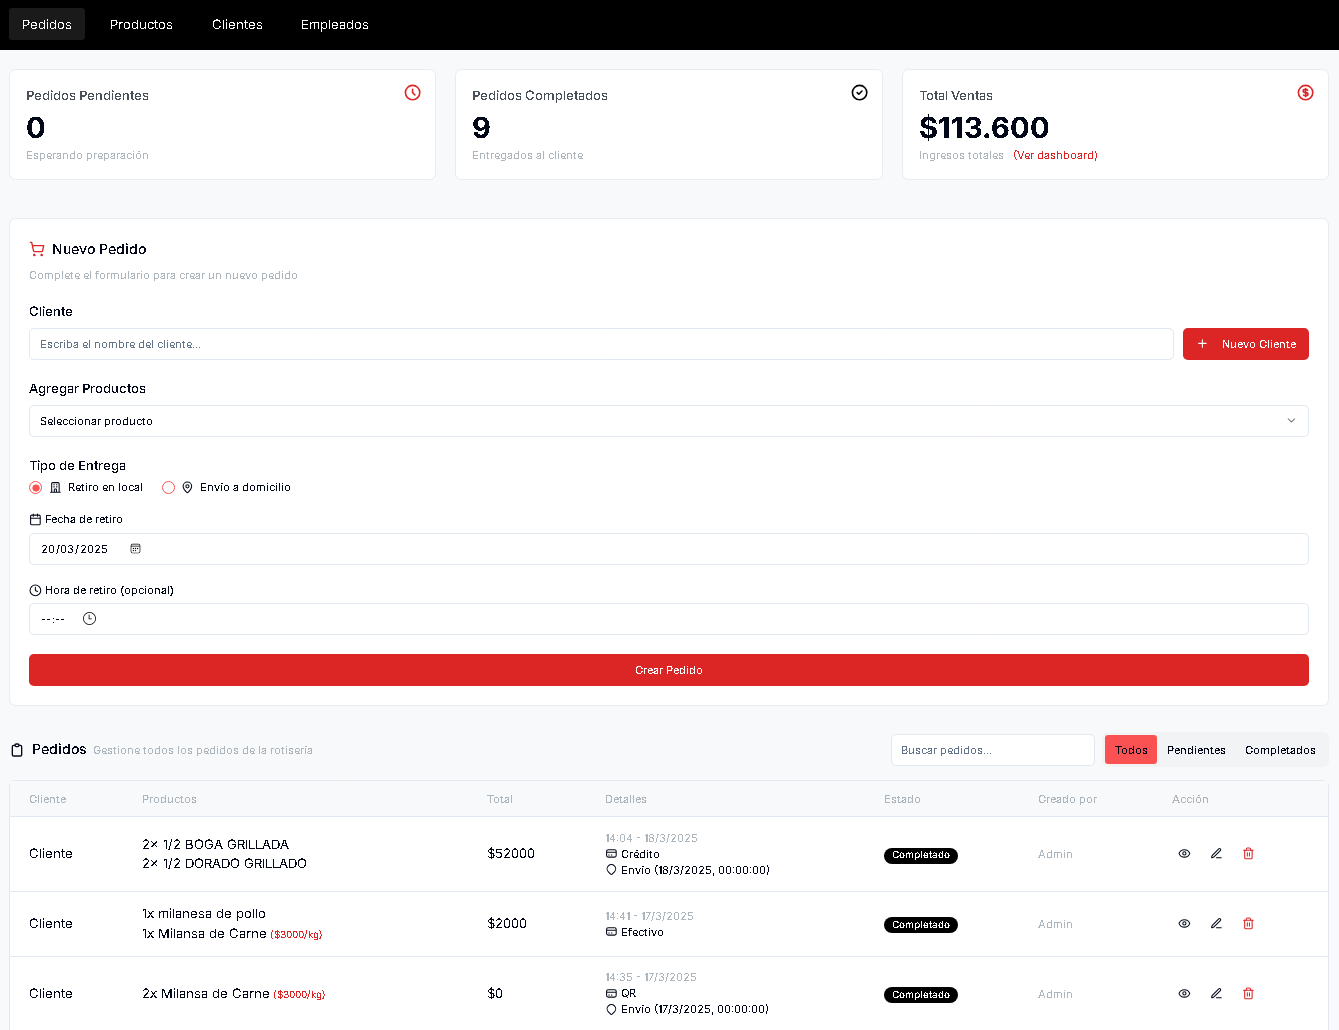 Pedidos Productos Clientes Empleados
Pedidos Pendientes
0
Esperando preparación
Pedidos Completados
9
Entregados al cliente
Total Ventas
$113.600
Ingresos totales (Ver dashboard)
Nuevo Pedido
Complete el formulario para crear un nuevo pedido
Cliente
Escriba el nombre del cliente...
+ Nuevo Cliente
Agregar Productos
Seleccionar producto
Tipo de Entrega
Retiro en local Envío a domicilio
Fecha de retiro
20/03/2025
Hora de retiro (opcional)
--:--
Crear Pedido
Pedidos Gestione todos los pedidos de la rotisería
Buscar pedidos...
Todos Pendientes Completados
Cliente Productos Total Detalles Estado Creado por Acción
Cliente
2x 1/2 BOGA GRILLADA
2x 1/2 DORADO GRILLADO
$52000
14:04 - 18/3/2025
Crédito
Envío (18/3/2025, 00:00:00)
Completado
Admin
Cliente
1x milanesa de pollo
1x Milansa de Carne ($3000/kg)
$2000
14:41 - 17/3/2025
Efectivo
Completado
Admin
Cliente
2x Milansa de Carne ($3000/kg)
$0
14:35 - 17/3/2025
QR
Envío (17/3/2025, 00:00:00)
Completado
Admin